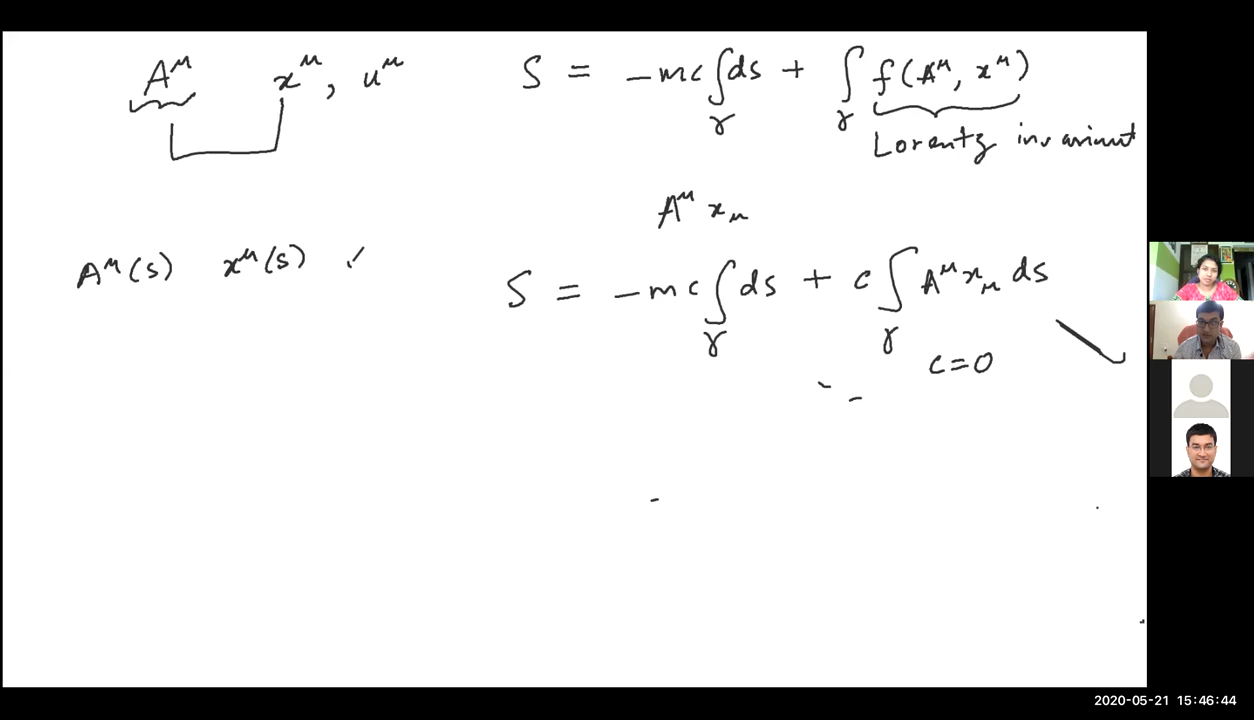 A^μ x^μ, u^μ
S = -mc ∫_γ ds + ∫_γ f(A^μ, x^μ)
Lorentz invariant
A^μ x_μ
A^μ(s) x^μ(s)
S = -mc ∫_γ ds + c ∫_γ A^μ x_μ ds
c=0
2020-05-21 15:46:44